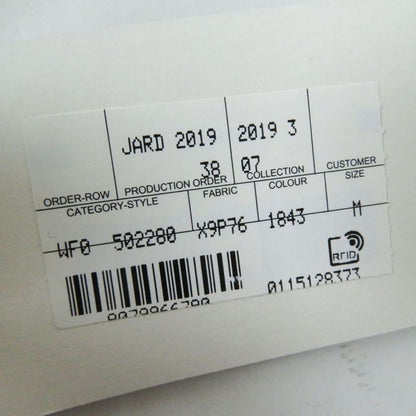 JARD 2019 2019 3
38 07
ORDER-ROW PRODUCTION ORDER COLLECTION CUSTOMER
CATEGORY-STYLE FABRIC COLOUR SIZE
WF0 502280 X9P76 1843 M
RFID
0115128373